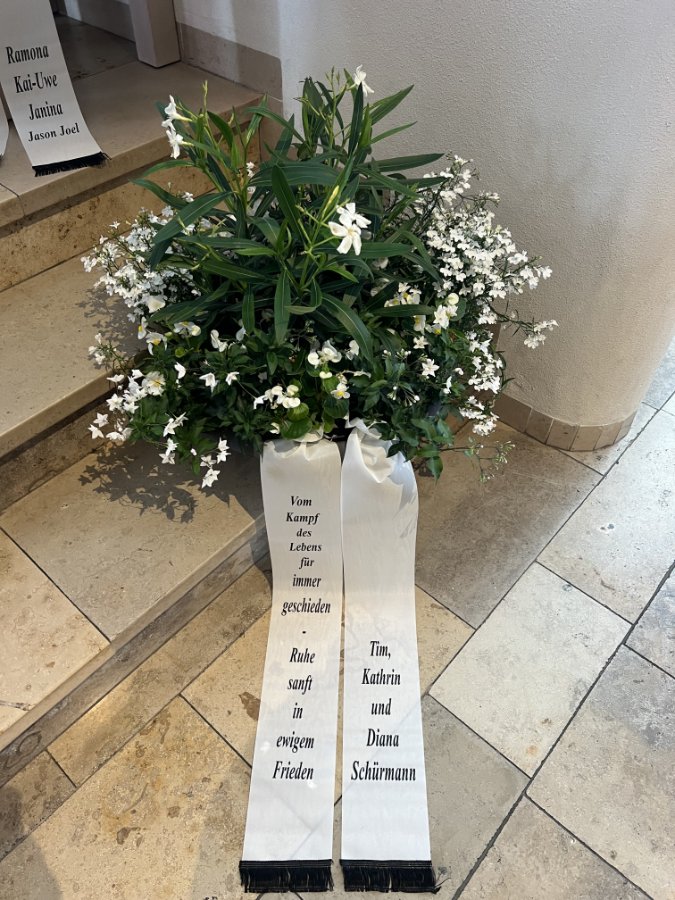 Ramona
Kai-Uwe
Janina
Jason Joel
Vom
Kampf
des
Lebens
für
immer
geschieden
-
Ruhe
sanft
in
ewigem
Frieden
Tim,
Kathrin
und
Diana
Schürmann